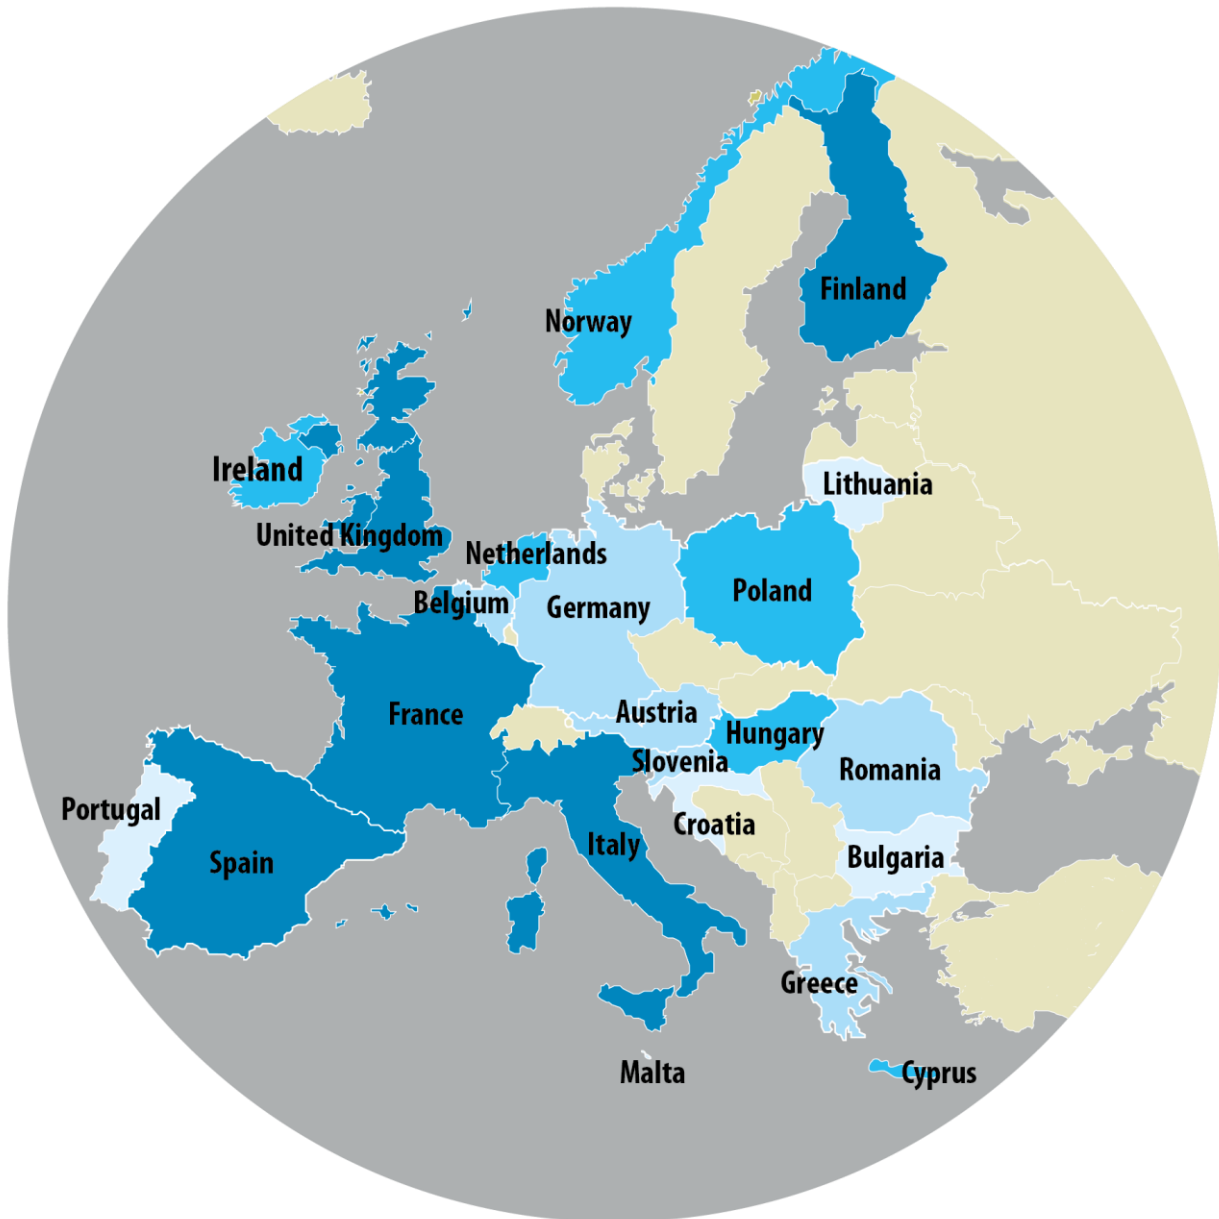 Finland
Norway
Ireland
Lithuania
United Kingdom
Netherlands
Poland
Belgium
Germany
France
Austria
Hungary
Slovenia
Romania
Portugal
Croatia
Italy
Spain
Bulgaria
Greece
Malta
Cyprus